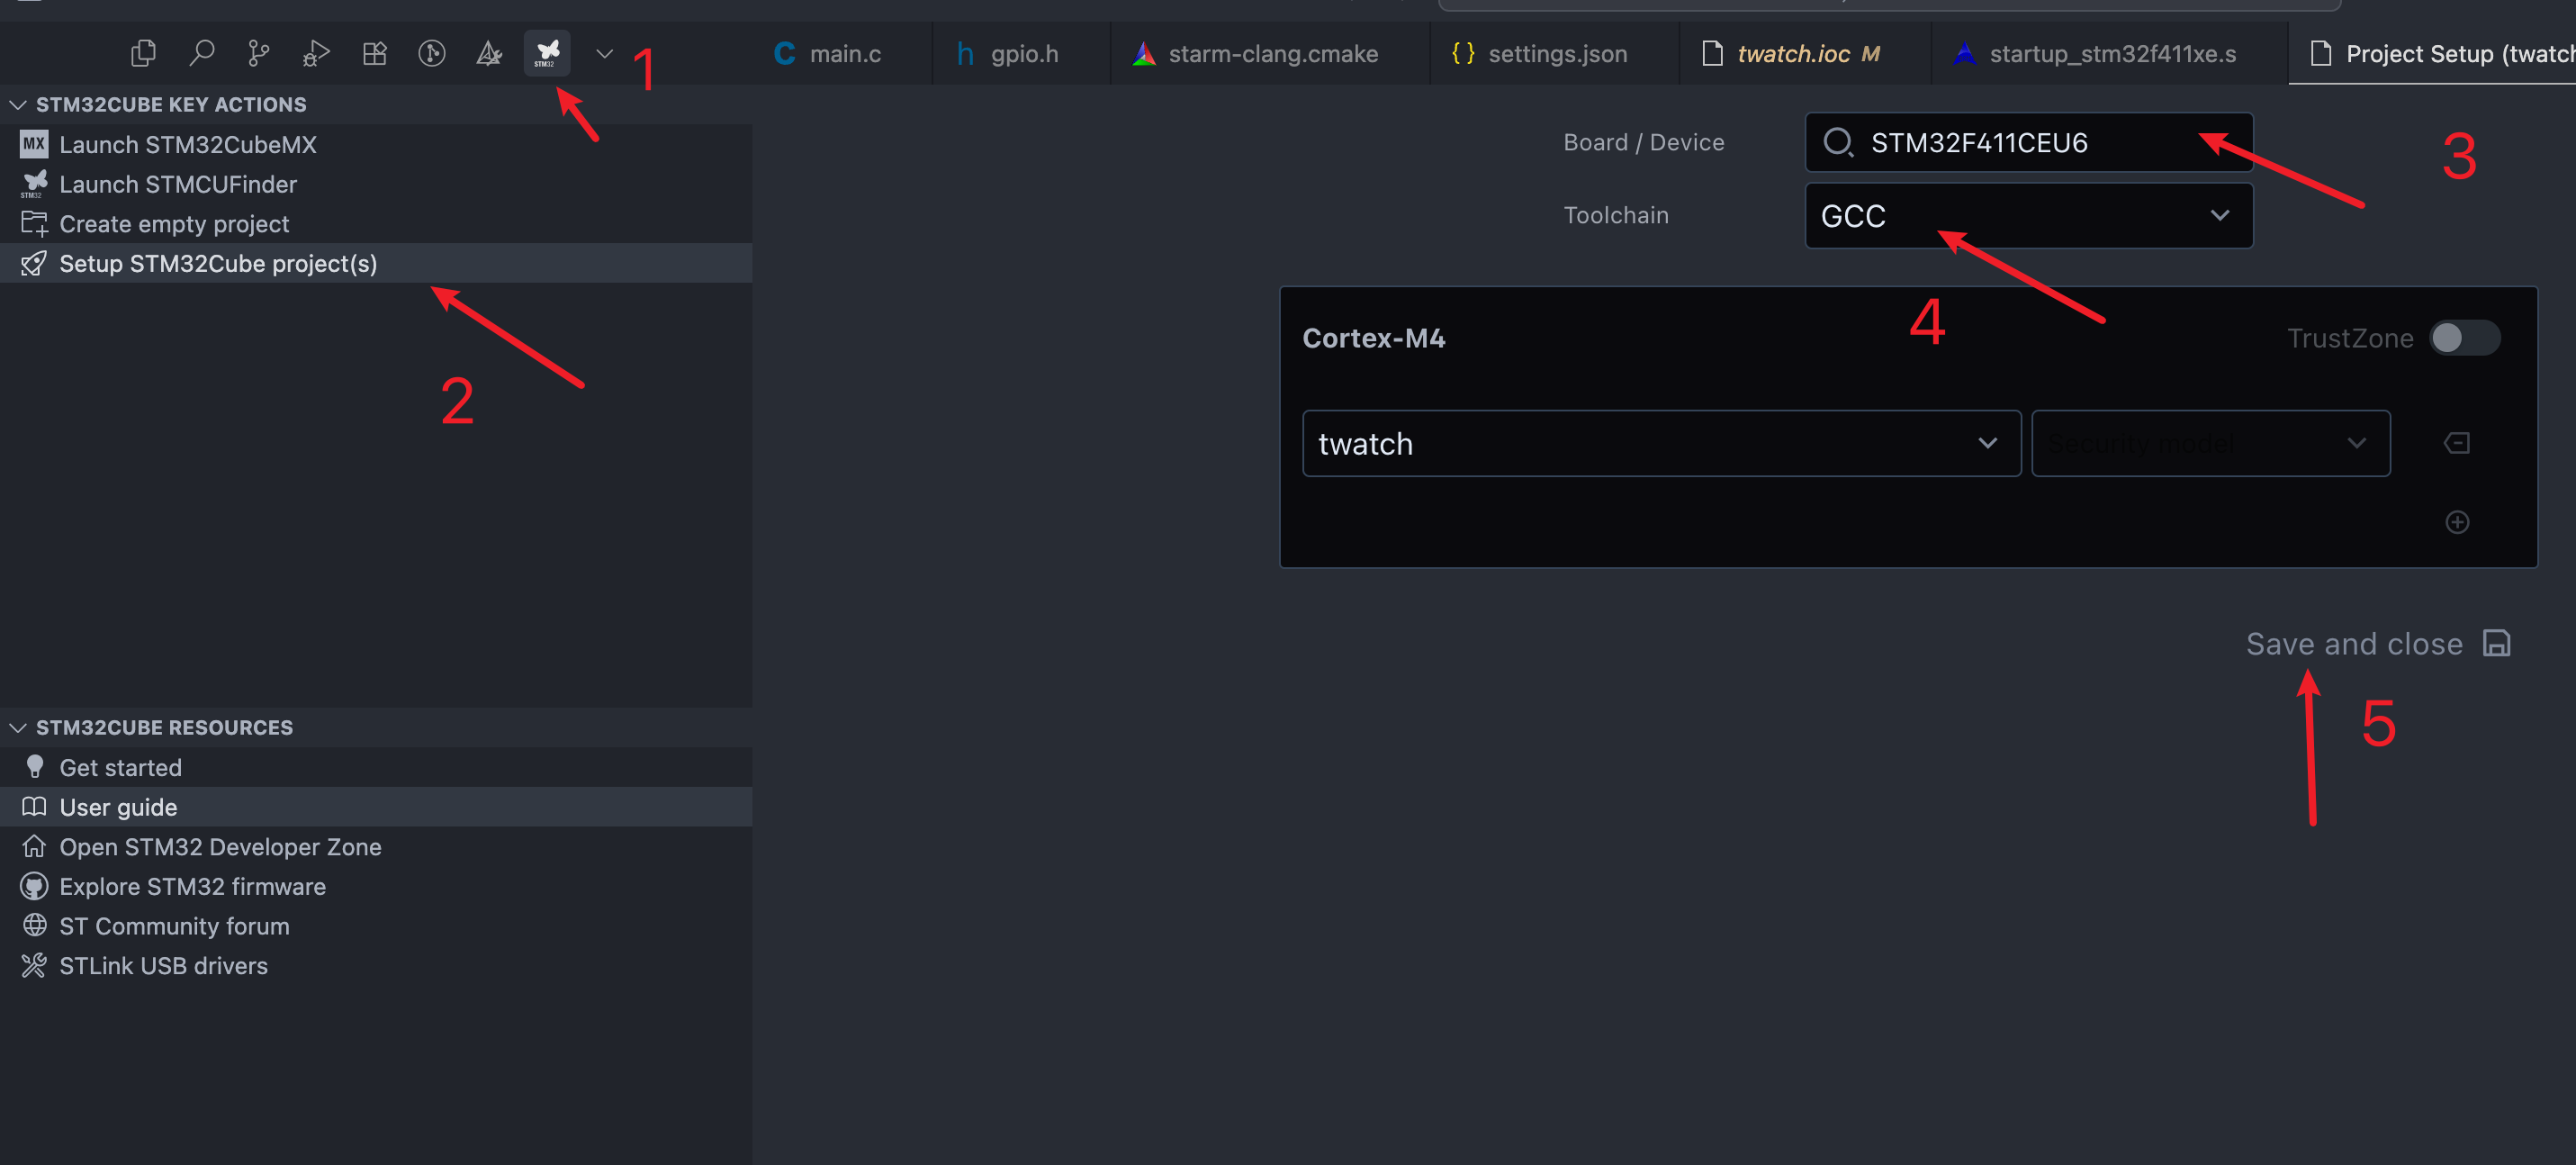 main.c
gpio.h
starm-clang.cmake
settings.json
twatch.ioc M
startup_stm32f411xe.s
Project Setup (twatch
STM32
1
STM32CUBE KEY ACTIONS
MX Launch STM32CubeMX
STM32 Launch STMCUFinder
Create empty project
Setup STM32Cube project(s)
2
Board / Device
STM32F411CEU6
3
Toolchain
GCC
4
Cortex-M4
TrustZone
twatch
Security model
Save and close
5
STM32CUBE RESOURCES
Get started
User guide
Open STM32 Developer Zone
Explore STM32 firmware
ST Community forum
STLink USB drivers